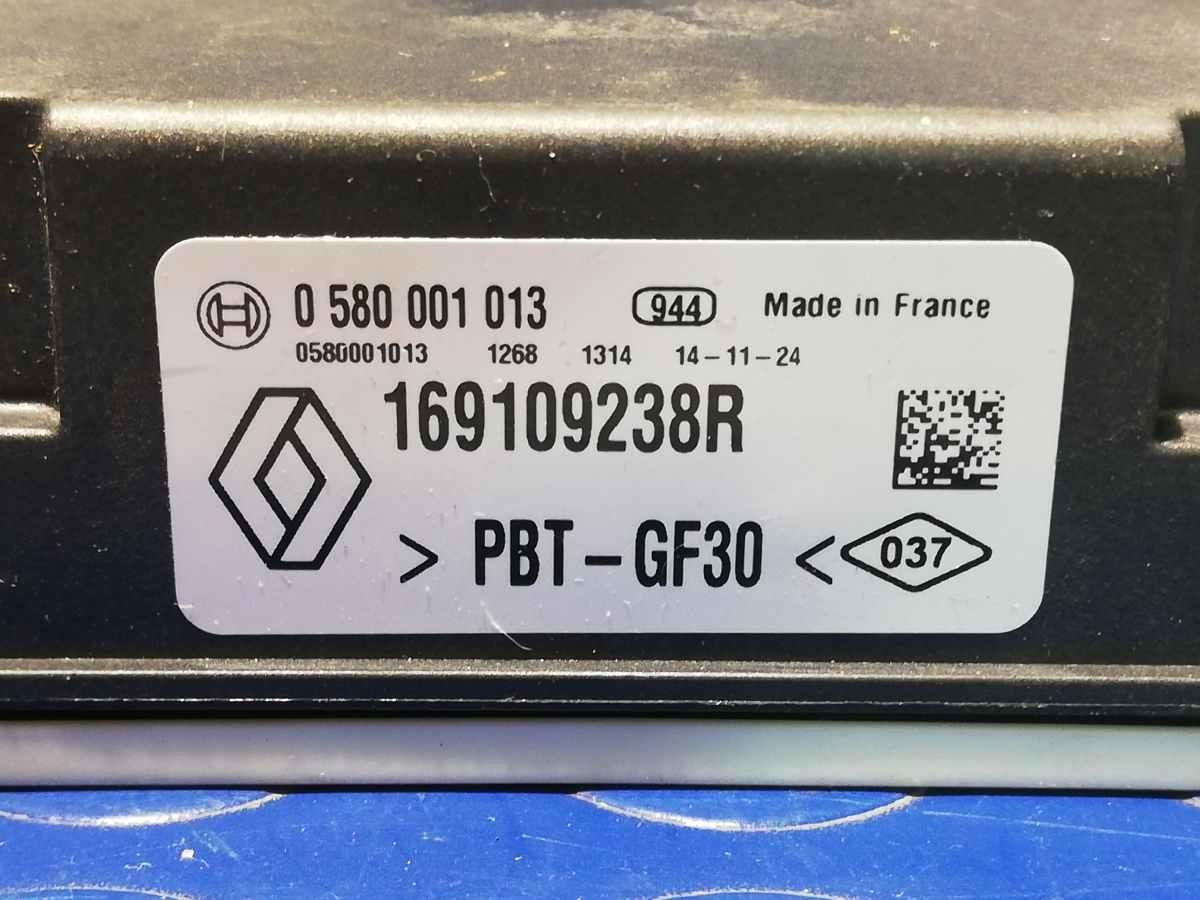 0 580 001 013 944 Made in France
0580001013 1268 1314 14-11-24
169109238R
> PBT-GF30 < 037